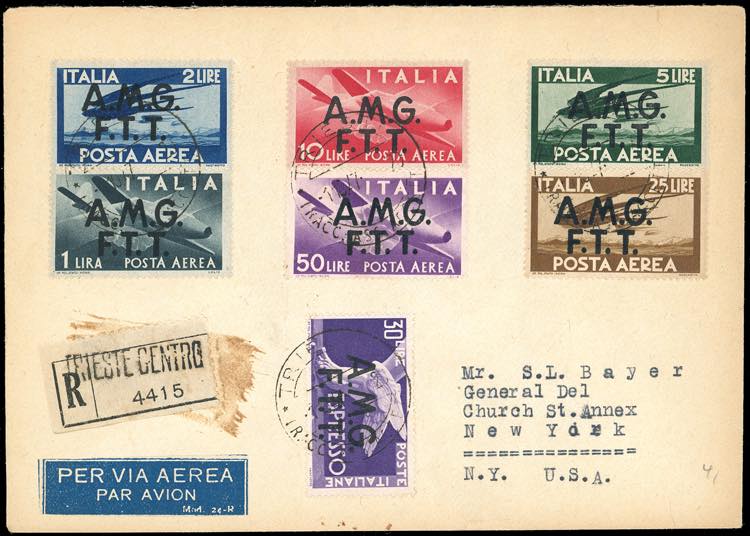 ITALIA 2 LIRE
A.M.G.
F.T.T.
POSTA AEREA
ITALIA
A.M.G.
F.T.T.
1 LIRA POSTA AEREA
ITALIA
A.M.G.
F.T.T.
10 LIRE POSTA AEREA
ITALIA
A.M.G.
F.T.T.
50 LIRE POSTA AEREA
ITALIA 5 LIRE
A.M.G.
F.T.T.
POSTA AEREA
ITALIA 25 LIRE
A.M.G.
F.T.T.
POSTA AEREA
TRIESTE CENTRO
R 4415
30 LIRE
A.M.G.
F.T.T.
ESPRESSO
POSTE
ITALIANE
Mr. S.L. Bayer
General Del
Church St. Annex
New York
N.Y. U.S.A.
PER VIA AEREA
PAR AVION
Mod. 24-R